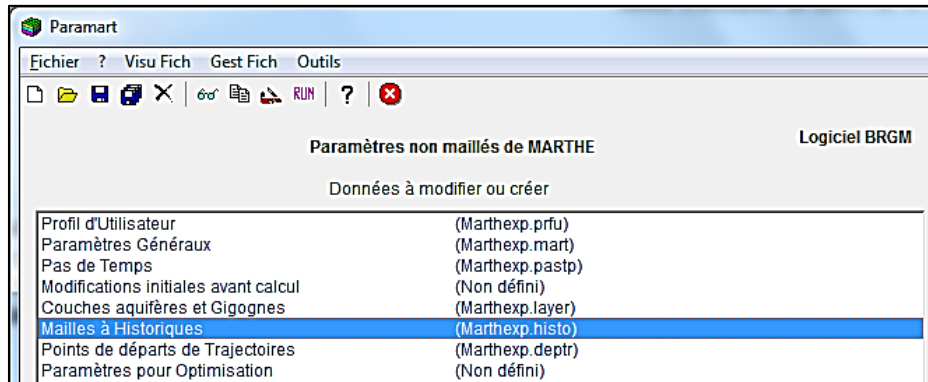 Paramart
Fichier ? Visu Fich Gest Fich Outils
RUN ?
Logiciel BRGM
Paramètres non maillés de MARTHE
Données à modifier ou créer
Profil d'Utilisateur (Marthexp.prfu)
Paramètres Généraux (Marthexp.mart)
Pas de Temps (Marthexp.pastp)
Modifications initiales avant calcul (Non défini)
Couches aquifères et Gigognes (Marthexp.layer)
Mailles à Historiques (Marthexp.histo)
Points de départs de Trajectoires (Marthexp.deptr)
Paramètres pour Optimisation (Non défini)